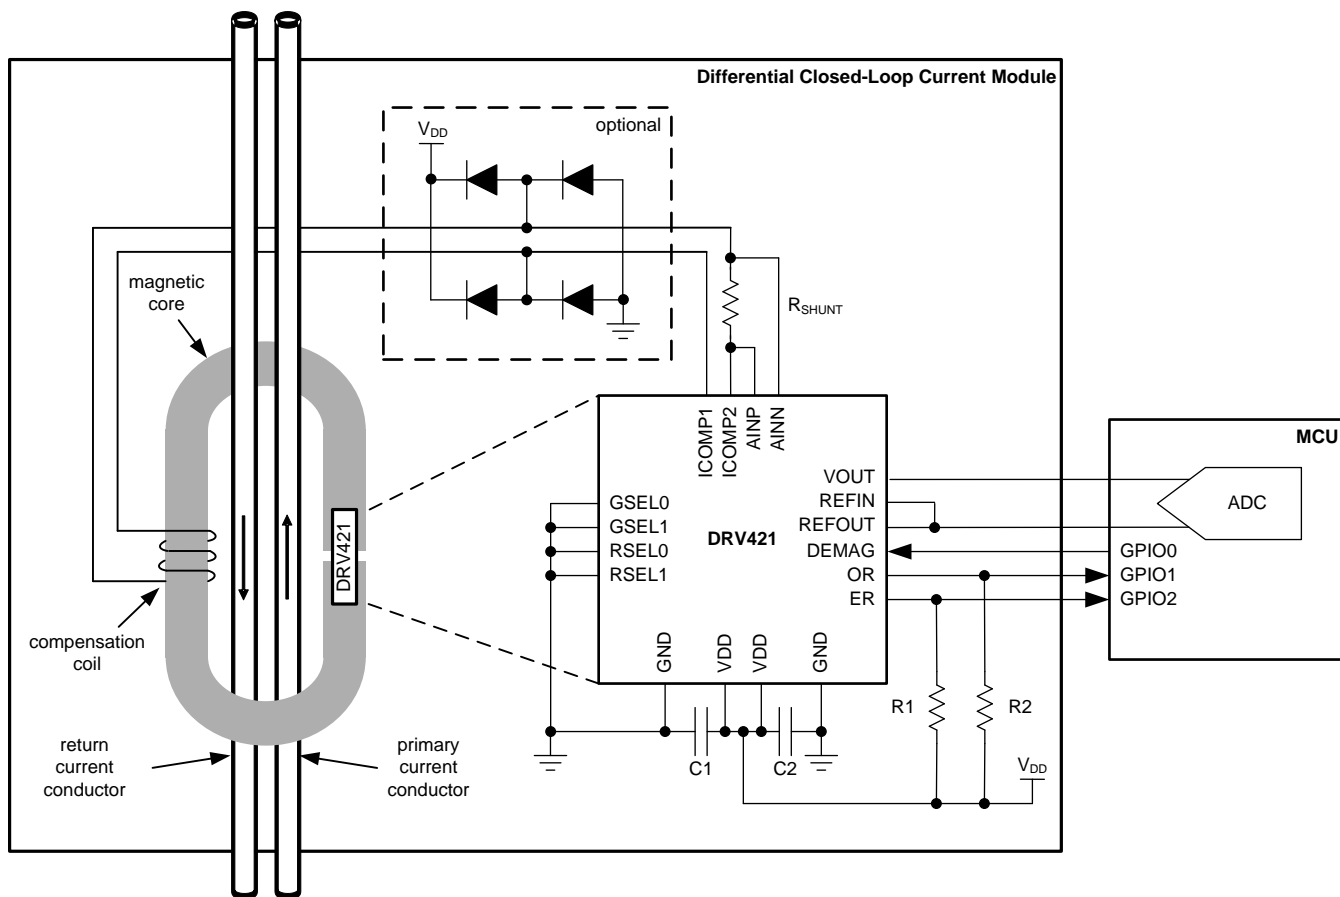 Differential Closed-Loop Current Module
optional
VDD
magnetic
core
RSHUNT
ICOMP1
ICOMP2
AINP
AINN
MCU
VOUT
REFIN
REFOUT
DEMAG
OR
ER
ADC
GPIO0
GPIO1
GPIO2
GSEL0
GSEL1
RSEL0
RSEL1
DRV421
DRV421
compensation
coil
GND
VDD
VDD
GND
R1
R2
C1
C2
VDD
return
current
conductor
primary
current
conductor